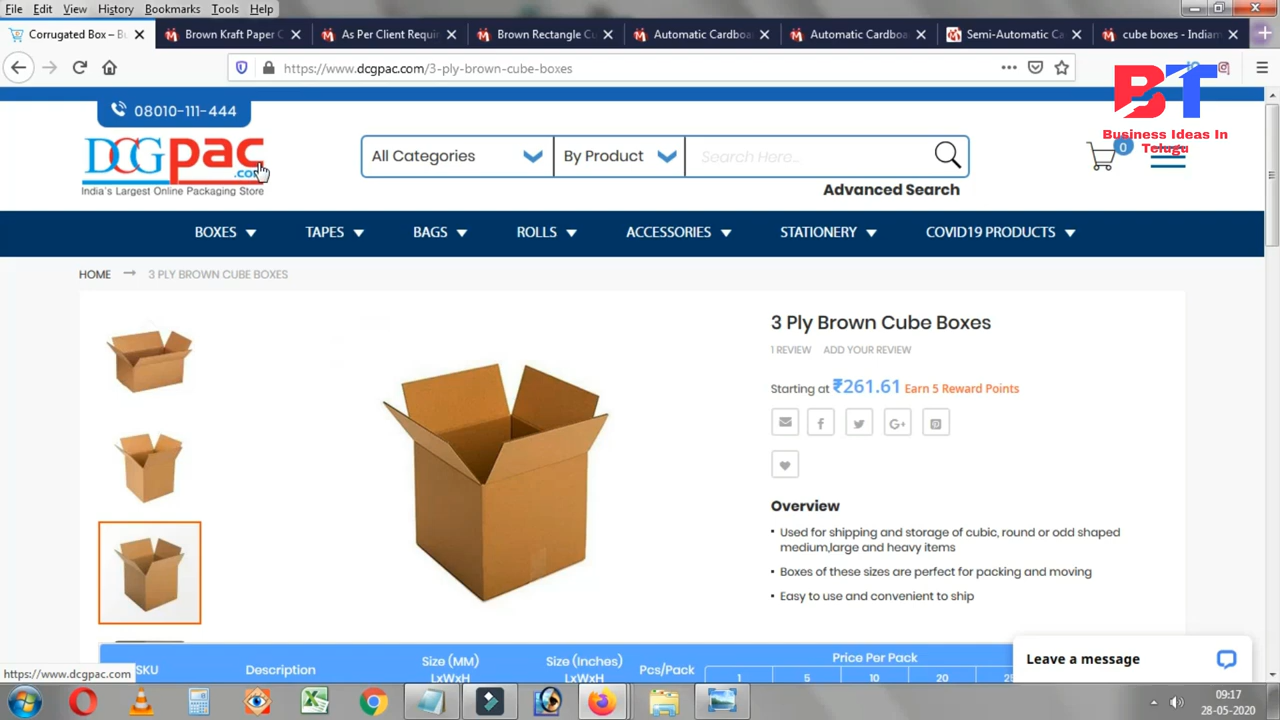 File Edit View History Bookmarks Tools Help
Corrugated Box – Bu
Brown Kraft Paper C
As Per Client Requir
Brown Rectangle Cu
Automatic Cardboa
Automatic Cardboa
Semi-Automatic Ca
cube boxes - Indiam
https://www.dcgpac.com/3-ply-brown-cube-boxes
BT
Business Ideas In
Telugu
08010-111-444
DCGpac
.com
India's Largest Online Packaging Store
All Categories
By Product
Search Here...
0
Advanced Search
BOXES TAPES BAGS ROLLS ACCESSORIES STATIONERY COVID19 PRODUCTS
HOME 3 PLY BROWN CUBE BOXES
3 Ply Brown Cube Boxes
1 REVIEW ADD YOUR REVIEW
Starting at ₹261.61 Earn 5 Reward Points
Overview
• Used for shipping and storage of cubic, round or odd shaped
medium,large and heavy items
• Boxes of these sizes are perfect for packing and moving
• Easy to use and convenient to ship
SKU Description Size (MM) Size (Inches) Pcs/Pack Price Per Pack
LxWxH LxWxH 1 5 10 20
Leave a message
https://www.dcgpac.com
09:17
28-05-2020